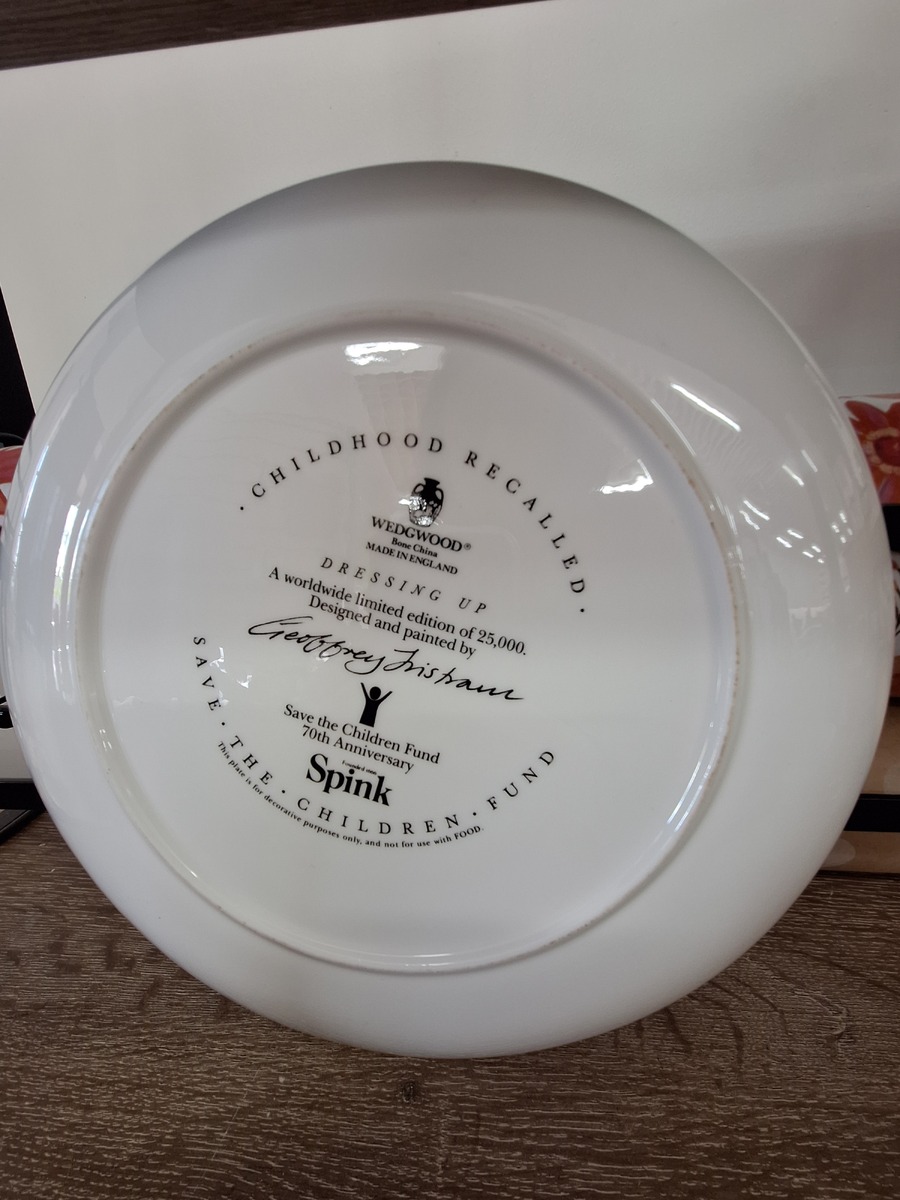 · CHILDHOOD RECALLED ·
WEDGWOOD®
Bone China
MADE IN ENGLAND
DRESSING UP
A worldwide limited edition of 25,000.
Designed and painted by
Geoffrey Tristram
Save the Children Fund
70th Anniversary
Founded 1666
Spink
SAVE · THE · CHILDREN · FUND
This plate is for decorative purposes only, and not for use with FOOD.